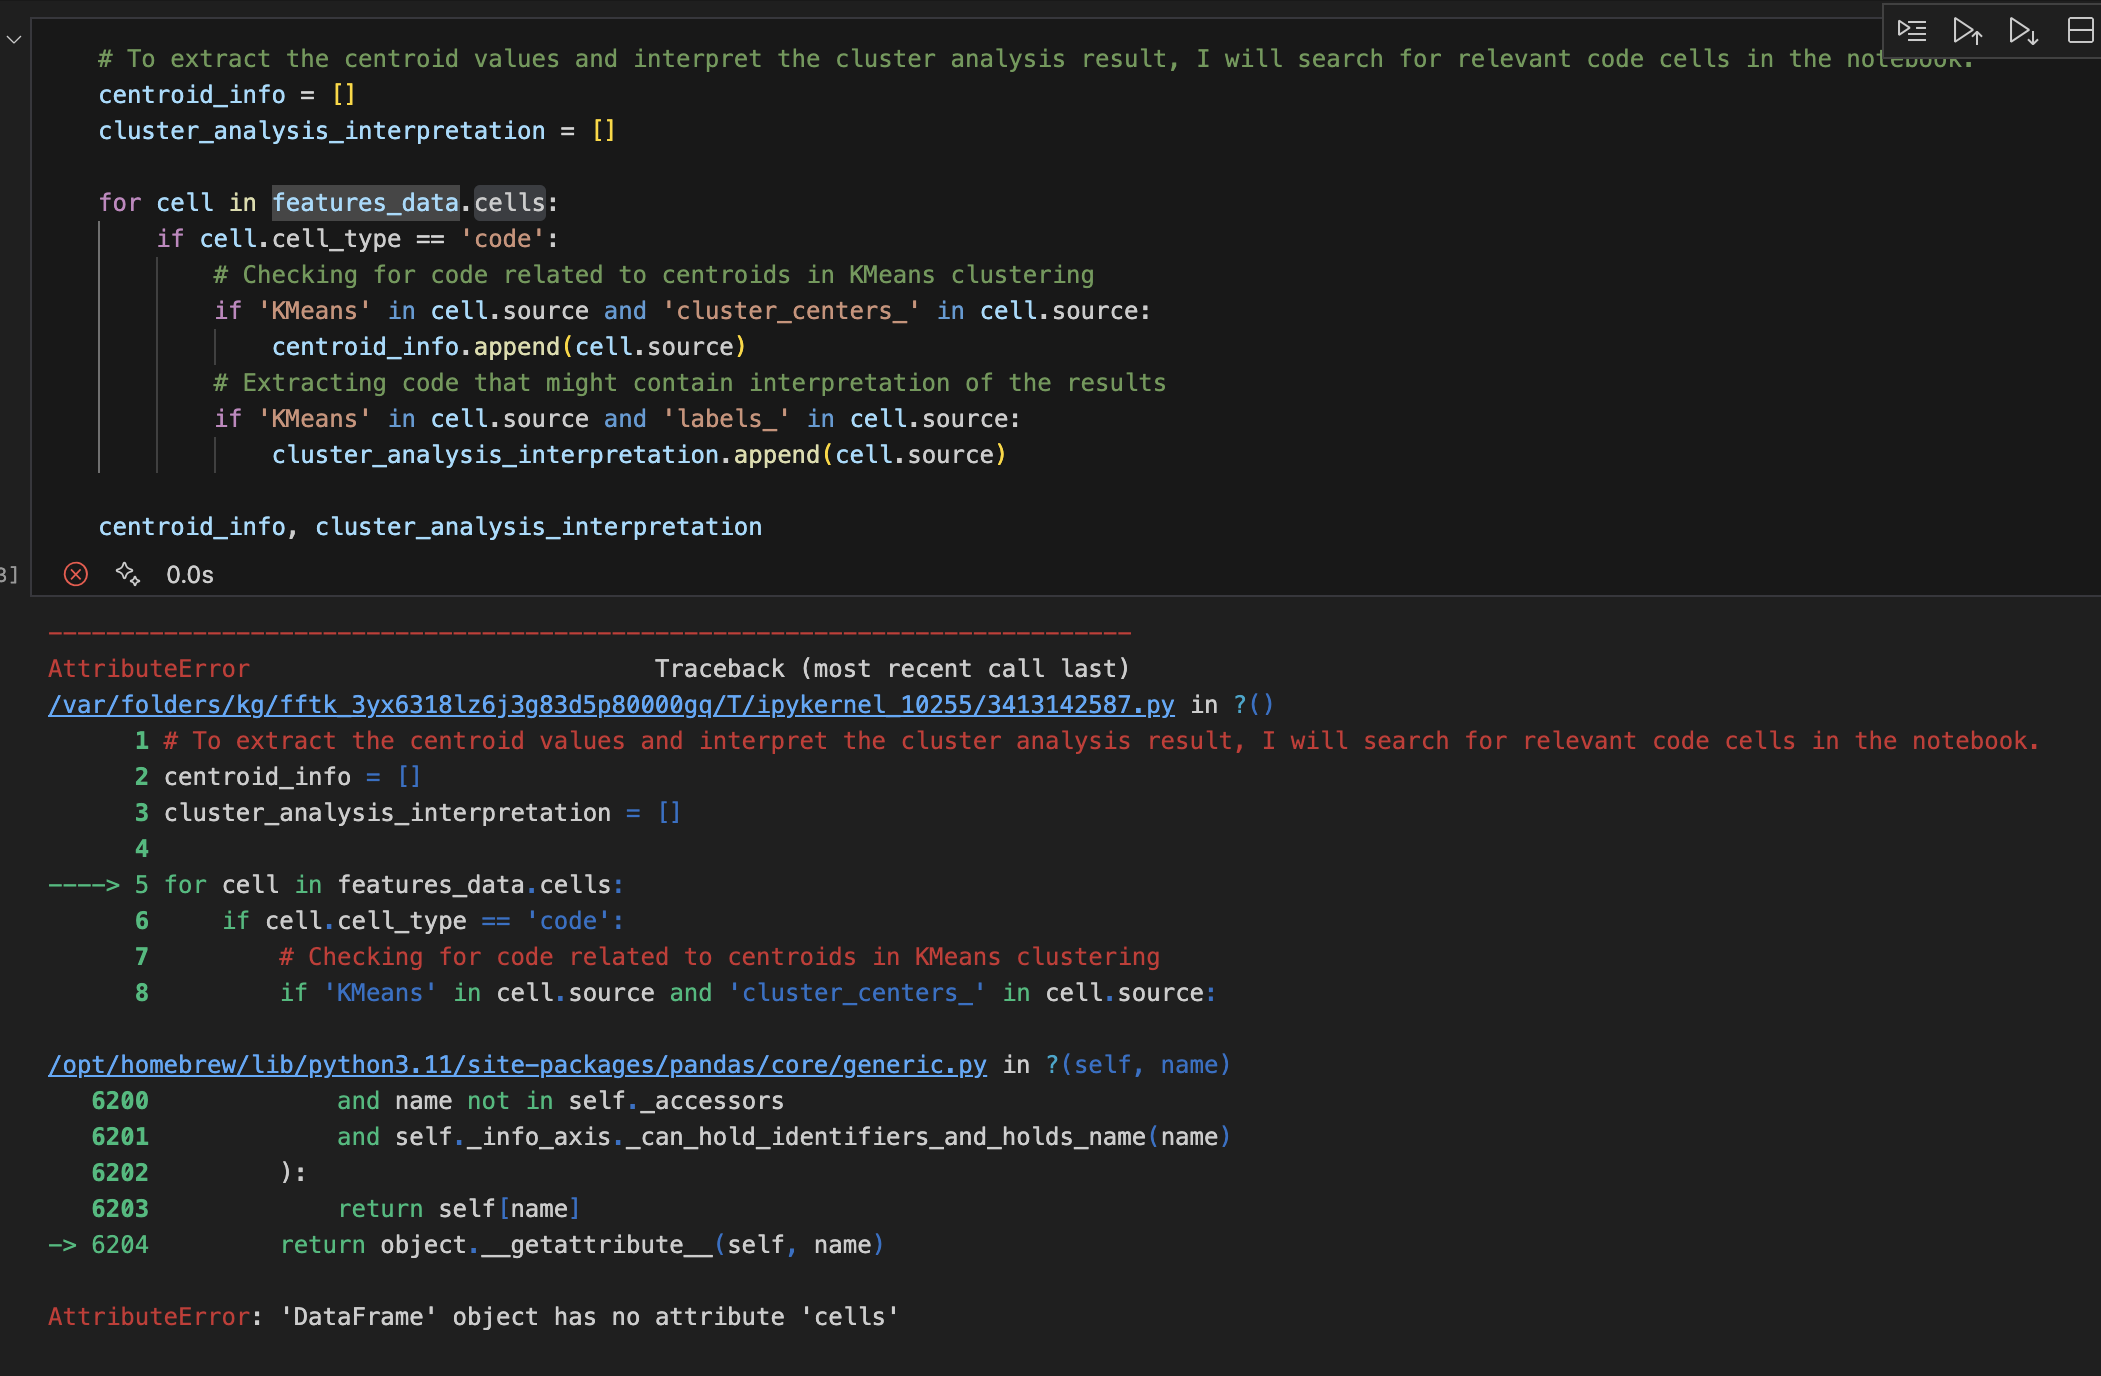 # To extract the centroid values and interpret the cluster analysis result, I will search for relevant code cells in the notebook.
centroid_info = []
cluster_analysis_interpretation = []
for cell in features_data.cells:
if cell.cell_type == 'code':
# Checking for code related to centroids in KMeans clustering
if 'KMeans' in cell.source and 'cluster_centers_' in cell.source:
centroid_info.append(cell.source)
# Extracting code that might contain interpretation of the results
if 'KMeans' in cell.source and 'labels_' in cell.source:
cluster_analysis_interpretation.append(cell.source)
centroid_info, cluster_analysis_interpretation
3] 0.0s
---------------------------------------------------------------------------
AttributeError Traceback (most recent call last)
/var/folders/kg/fftk_3yx6318lz6j3g83d5p80000gq/T/ipykernel_10255/3413142587.py in ?()
1 # To extract the centroid values and interpret the cluster analysis result, I will search for relevant code cells in the notebook.
2 centroid_info = []
3 cluster_analysis_interpretation = []
4
----> 5 for cell in features_data.cells:
6 if cell.cell_type == 'code':
7 # Checking for code related to centroids in KMeans clustering
8 if 'KMeans' in cell.source and 'cluster_centers_' in cell.source:
/opt/homebrew/lib/python3.11/site-packages/pandas/core/generic.py in ?(self, name)
6200 and name not in self._accessors
6201 and self._info_axis._can_hold_identifiers_and_holds_name(name)
6202 ):
6203 return self[name]
-> 6204 return object.__getattribute__(self, name)
AttributeError: 'DataFrame' object has no attribute 'cells'